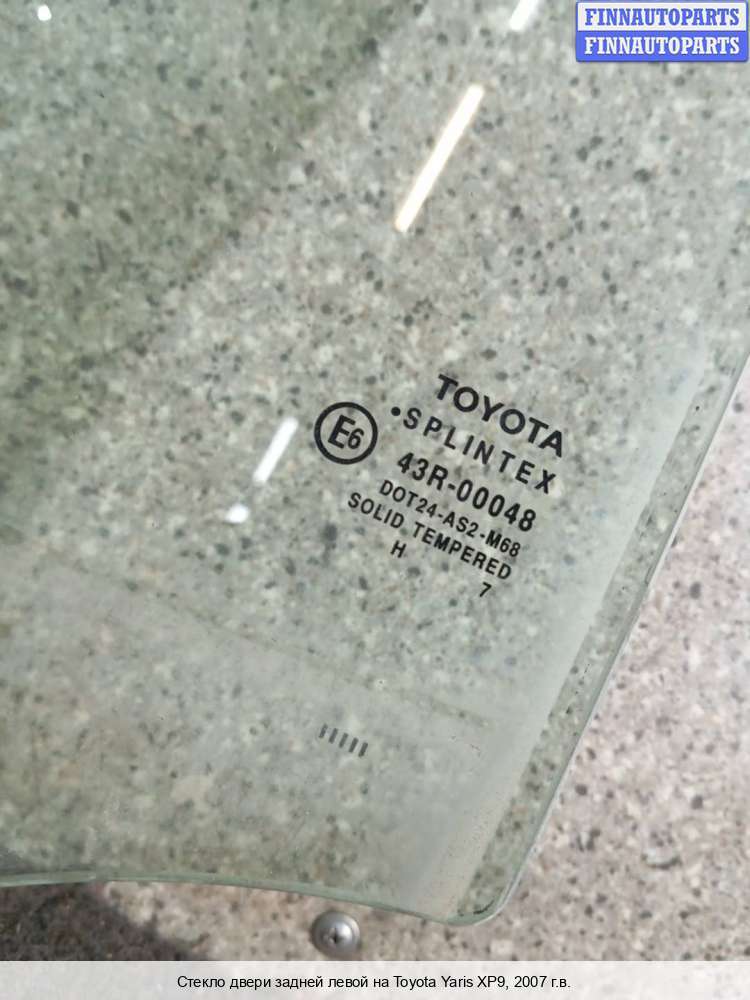 FINNAUTOPARTS
FINNAUTOPARTS
TOYOTA
•SPLINTEX
E6
43R-00048
DOT24-AS2-M68
SOLID TEMPERED
H 7
Стекло двери задней левой на Toyota Yaris XP9, 2007 г.в.